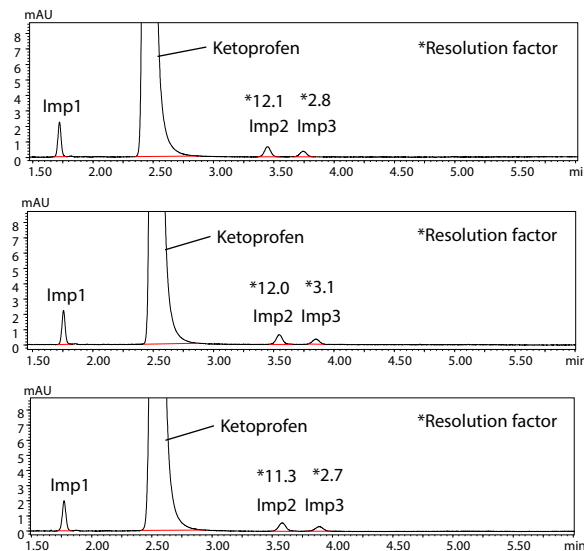 mAU
8
Ketoprofen
*Resolution factor
7
6
5
*12.1 *2.8
4
Imp1
Imp2 Imp3
3
2
1
0
1.50 2.00 2.50 3.00 3.50 4.00 4.50 5.00 5.50 min
mAU
8
Ketoprofen
*Resolution factor
7
6
5
*12.0 *3.1
4
Imp1
Imp2 Imp3
3
2
1
0
1.50 2.00 2.50 3.00 3.50 4.00 4.50 5.00 5.50 min
mAU
8
Ketoprofen
*Resolution factor
7
6
5
4
*11.3 *2.7
3
Imp1
Imp2 Imp3
2
1
0
1.50 2.00 2.50 3.00 3.50 4.00 4.50 5.00 5.50 min